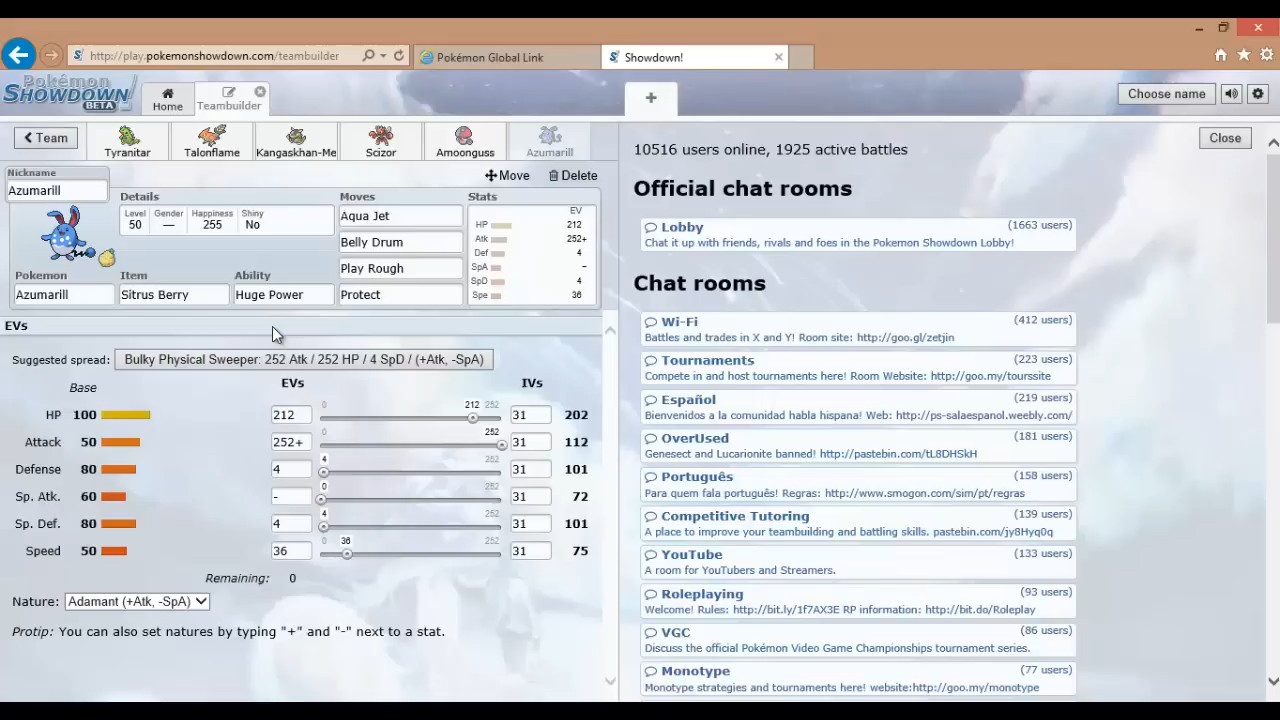 http://play.pokemonshowdown.com/teambuilder
Pokémon Global Link
Showdown!
Pokémon
SHOWDOWN
BETA
Home
Teambuilder
+
Choose name
< Team
Tyranitar
Talonflame
Kangaskhan-Me
Scizor
Amoonguss
Azumarill
Close
Nickname
Azumarill
Move
Delete
Details
Level
50
Gender
—
Happiness
255
Shiny
No
Moves
Aqua Jet
Belly Drum
Play Rough
Protect
Stats
EV
HP 212
Atk 252+
Def 4
SpA -
SpD 4
Spe 36
Pokemon
Azumarill
Item
Sitrus Berry
Ability
Huge Power
EVs
Suggested spread: Bulky Physical Sweeper: 252 Atk / 252 HP / 4 SpD / (+Atk, -SpA)
Base EVs IVs
HP 100 212 0 212 252 31 202
Attack 50 252+ 0 252 31 112
Defense 80 4 4 252 31 101
Sp. Atk. 60 - 0 252 31 72
Sp. Def. 80 4 4 252 31 101
Speed 50 36 0 36 252 31 75
Remaining: 0
Nature: Adamant (+Atk, -SpA)
Protip: You can also set natures by typing "+" and "-" next to a stat.
10516 users online, 1925 active battles
Official chat rooms
Lobby (1663 users)
Chat it up with friends, rivals and foes in the Pokemon Showdown Lobby!
Chat rooms
Wi-Fi (412 users)
Battles and trades in X and Y! Room site: http://goo.gl/zetjin
Tournaments (223 users)
Compete in and host tournaments here! Room Website: http://goo.my/tourssite
Español (219 users)
Bienvenidos a la comunidad habla hispana! Web: http://ps-salaespanol.weebly.com/
OverUsed (181 users)
Genesect and Lucarionite banned! http://pastebin.com/tL8DHSkH
Português (158 users)
Para quem fala português! Regras: http://www.smogon.com/sim/pt/regras
Competitive Tutoring (139 users)
A place to improve your teambuilding and battling skills. pastebin.com/jy8Hyq0q
YouTube (133 users)
A room for YouTubers and Streamers.
Roleplaying (93 users)
Welcome! Rules: http://bit.ly/1f7AX3E RP information: http://bit.do/Roleplay
VGC (86 users)
Discuss the official Pokémon Video Game Championships tournament series.
Monotype (77 users)
Monotype strategies and tournaments here! website:http://goo.my/monotype